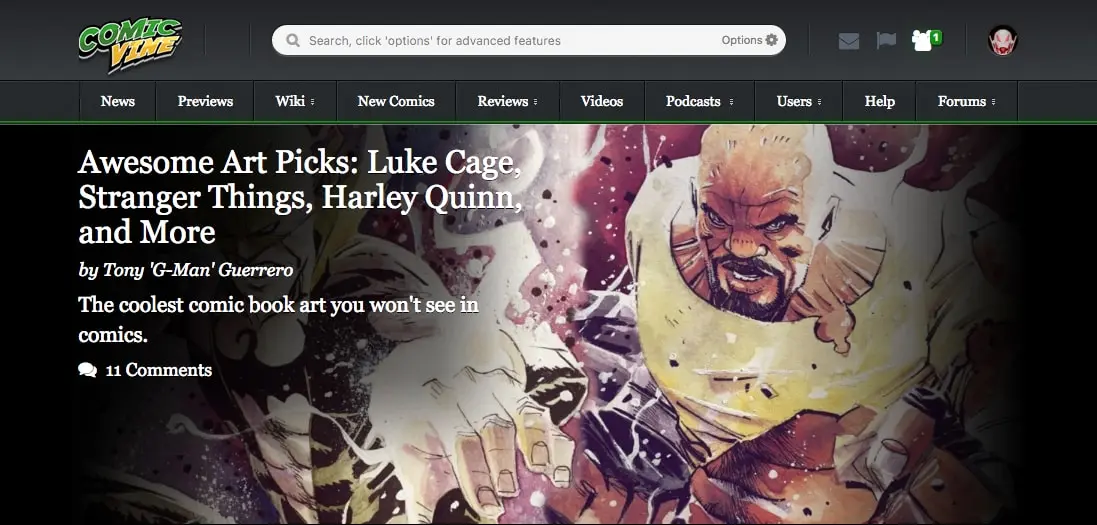 COMIC VINE
Search, click 'options' for advanced features
Options
1
News
Previews
Wiki
New Comics
Reviews
Videos
Podcasts
Users
Help
Forums
Awesome Art Picks: Luke Cage,
Stranger Things, Harley Quinn,
and More
by Tony 'G-Man' Guerrero
The coolest comic book art you won't see in
comics.
11 Comments